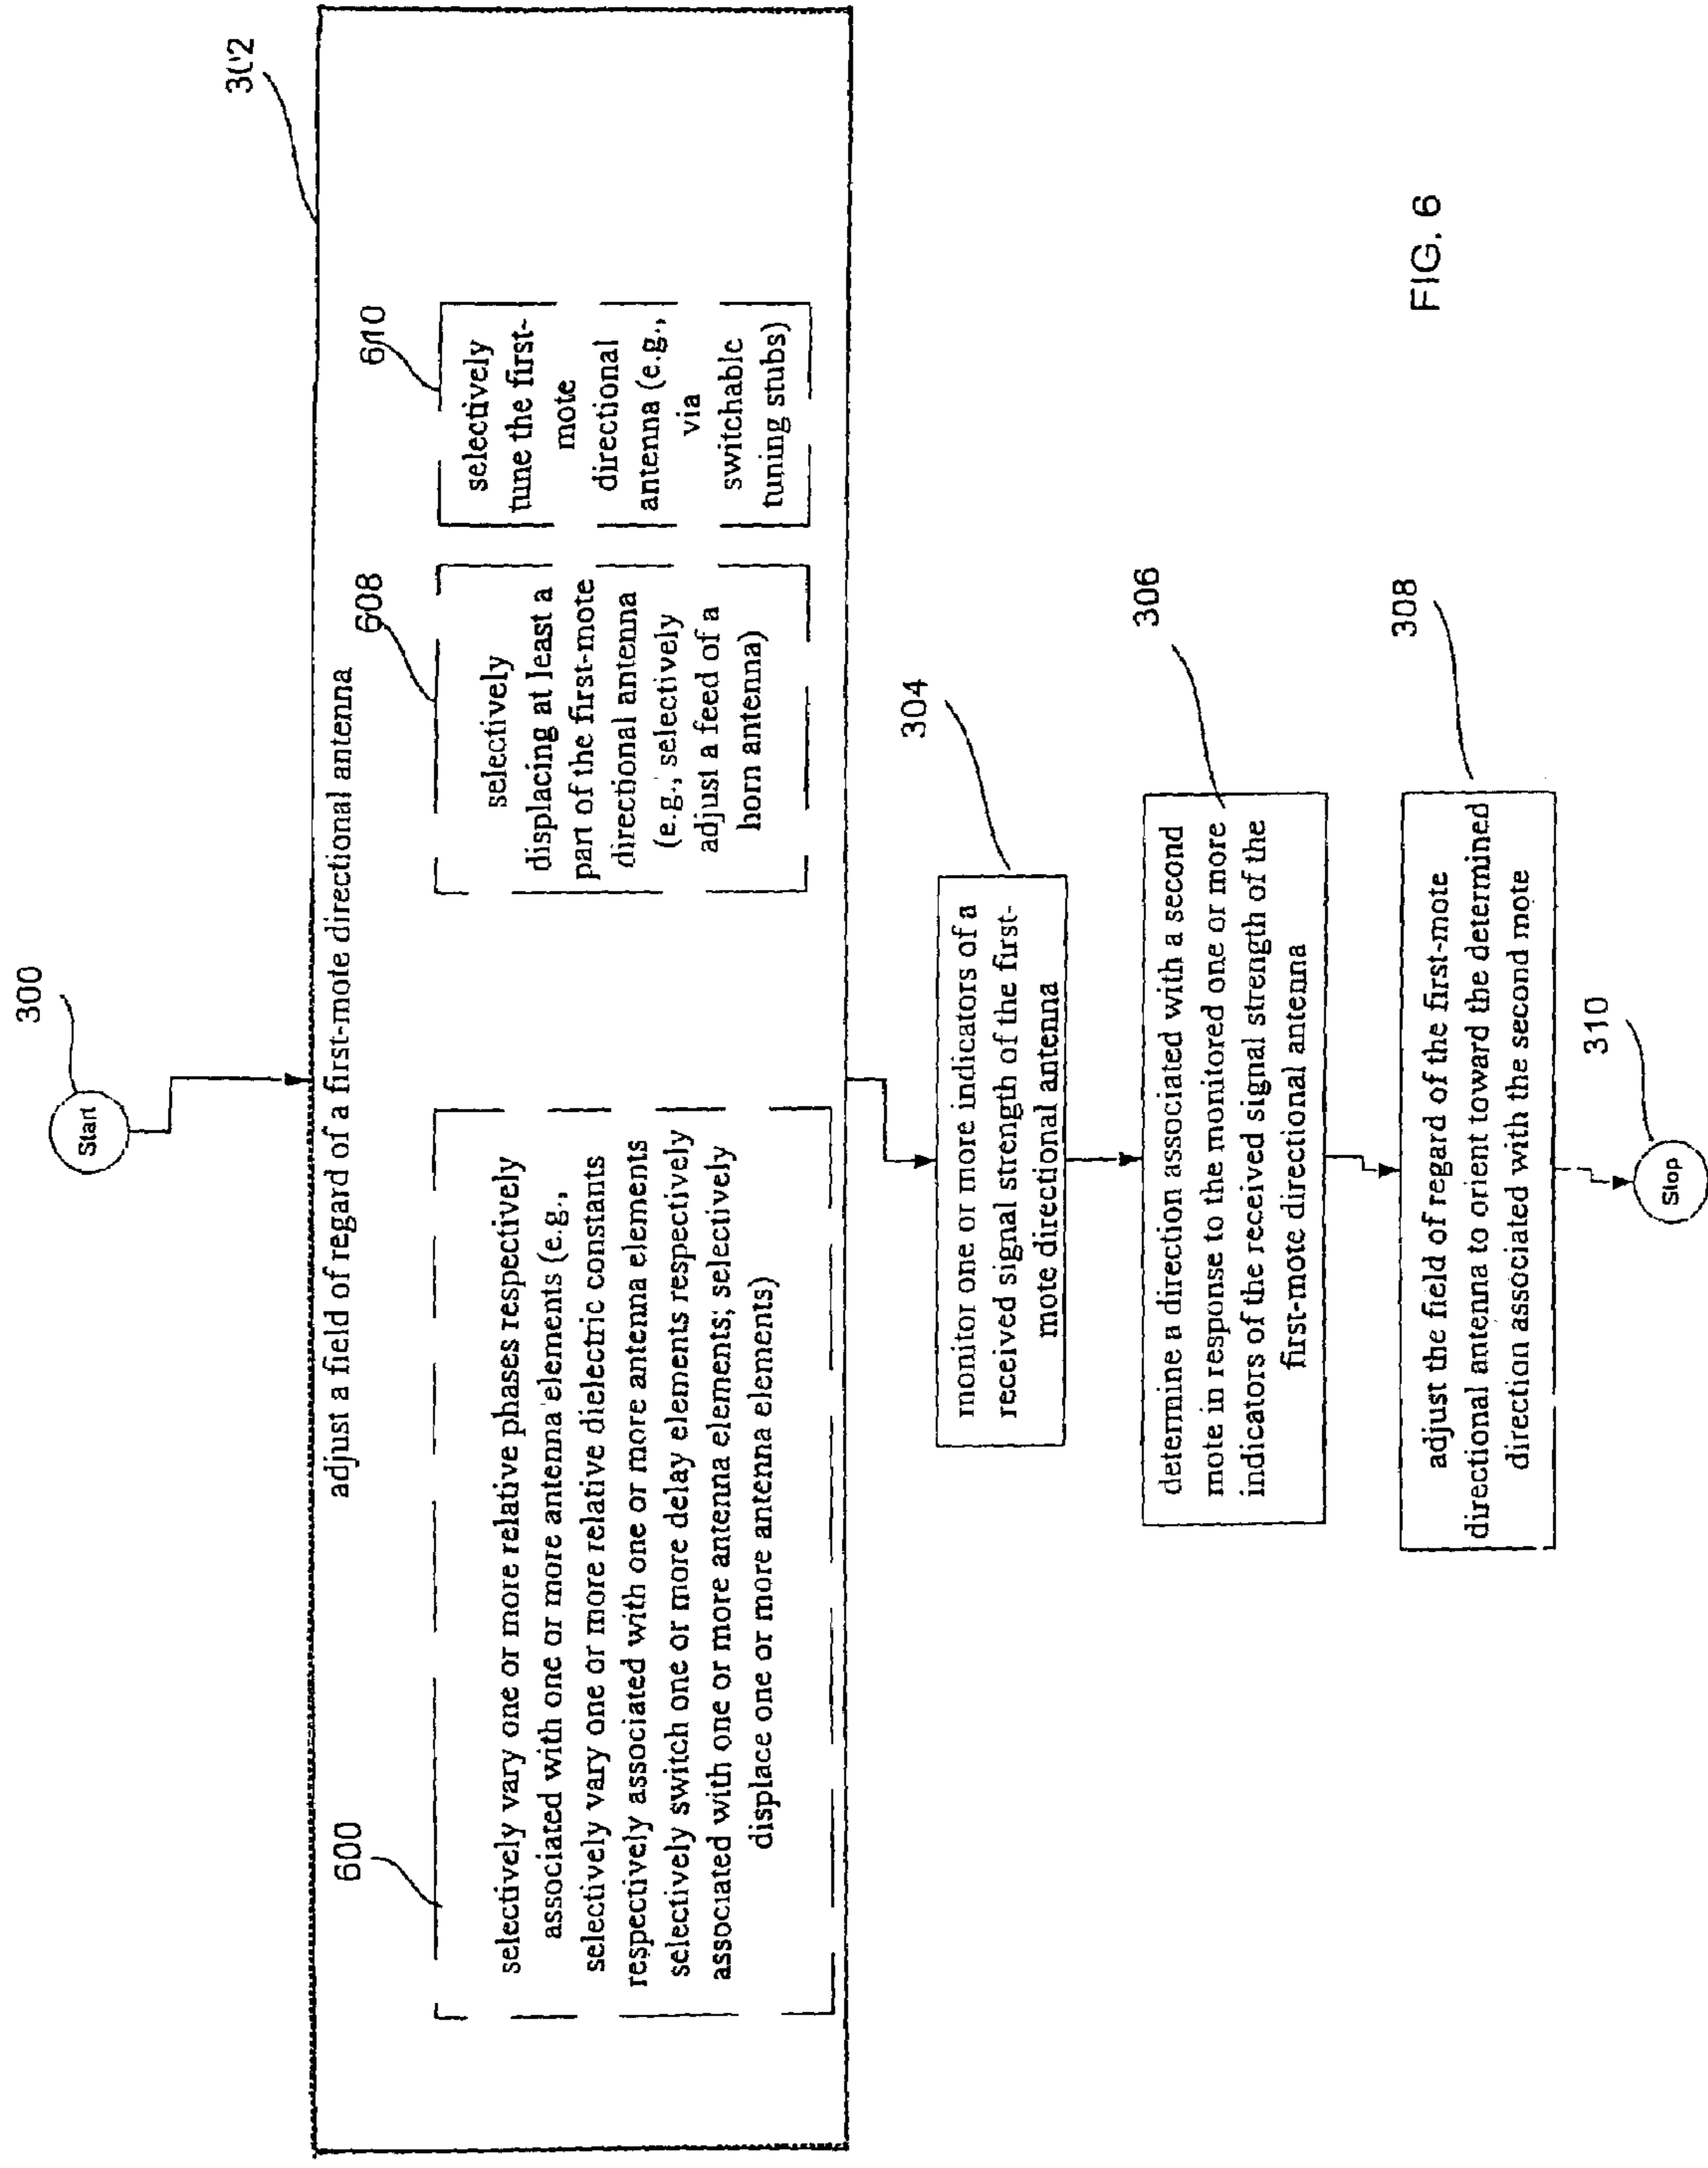 300
Start
302
adjust a field of regard of a first-mote directional antenna
600
selectively vary one or more relative phases respectively
associated with one or more antenna elements (e.g.,
selectively vary one or more relative dielectric constants
respectively associated with one or more antenna elements
selectively switch one or more delay elements respectively
associated with one or more antenna elements; selectively
displace one or more antenna elements)
608
selectively
displacing at least a
part of the first-mote
directional antenna
(e.g., selectively
adjust a feed of a
horn antenna)
610
selectively
tune the first-
mote
directional
antenna (e.g.,
via
switchable
tuning stubs)
304
monitor one or more indicators of a
received signal strength of the first-
mote directional antenna
306
determine a direction associated with a second
mote in response to the monitored one or more
indicators of the received signal strength of the
first-mote directional antenna
308
adjust the field of regard of the first-mote
directional antenna to orient toward the determined
direction associated with the second mote
310
Stop
FIG. 6